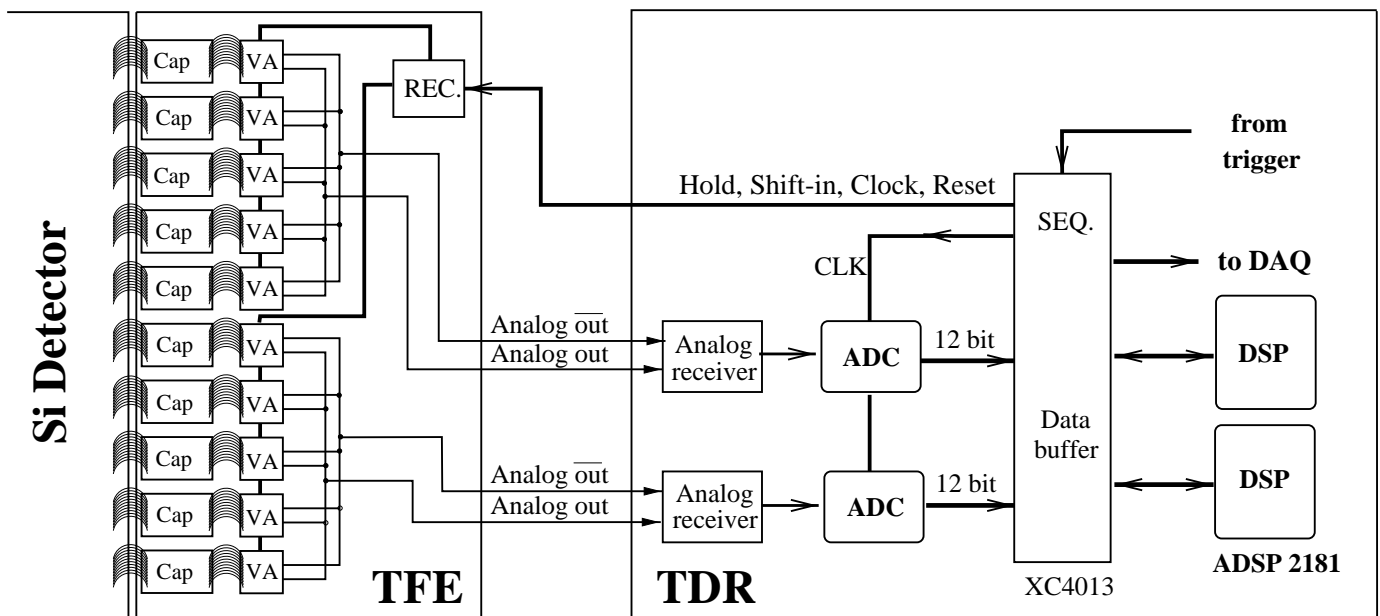 Si Detector
Cap VA
Cap VA
Cap VA
Cap VA
Cap VA
Cap VA
Cap VA
Cap VA
Cap VA
Cap VA
REC.
TFE
Analog out
Analog out
Analog out
Analog out
Hold, Shift-in, Clock, Reset
CLK
Analog
receiver
ADC
12 bit
Analog
receiver
ADC
12 bit
TDR
from
trigger
SEQ.
to DAQ
Data
buffer
XC4013
DSP
DSP
ADSP 2181